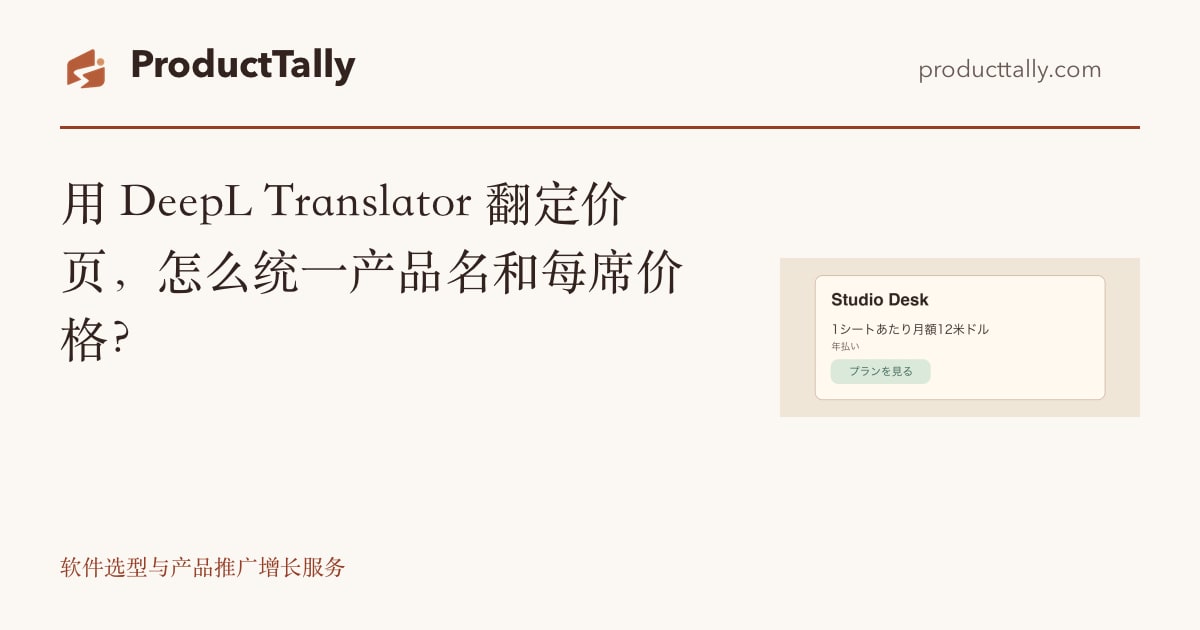 ProductTally
producttally.com
用 DeepL Translator 翻定价
页，怎么统一产品名和每席价
格？
Studio Desk
1シートあたり月額12米ドル
年払い
プランを見る
软件选型与产品推广增长服务